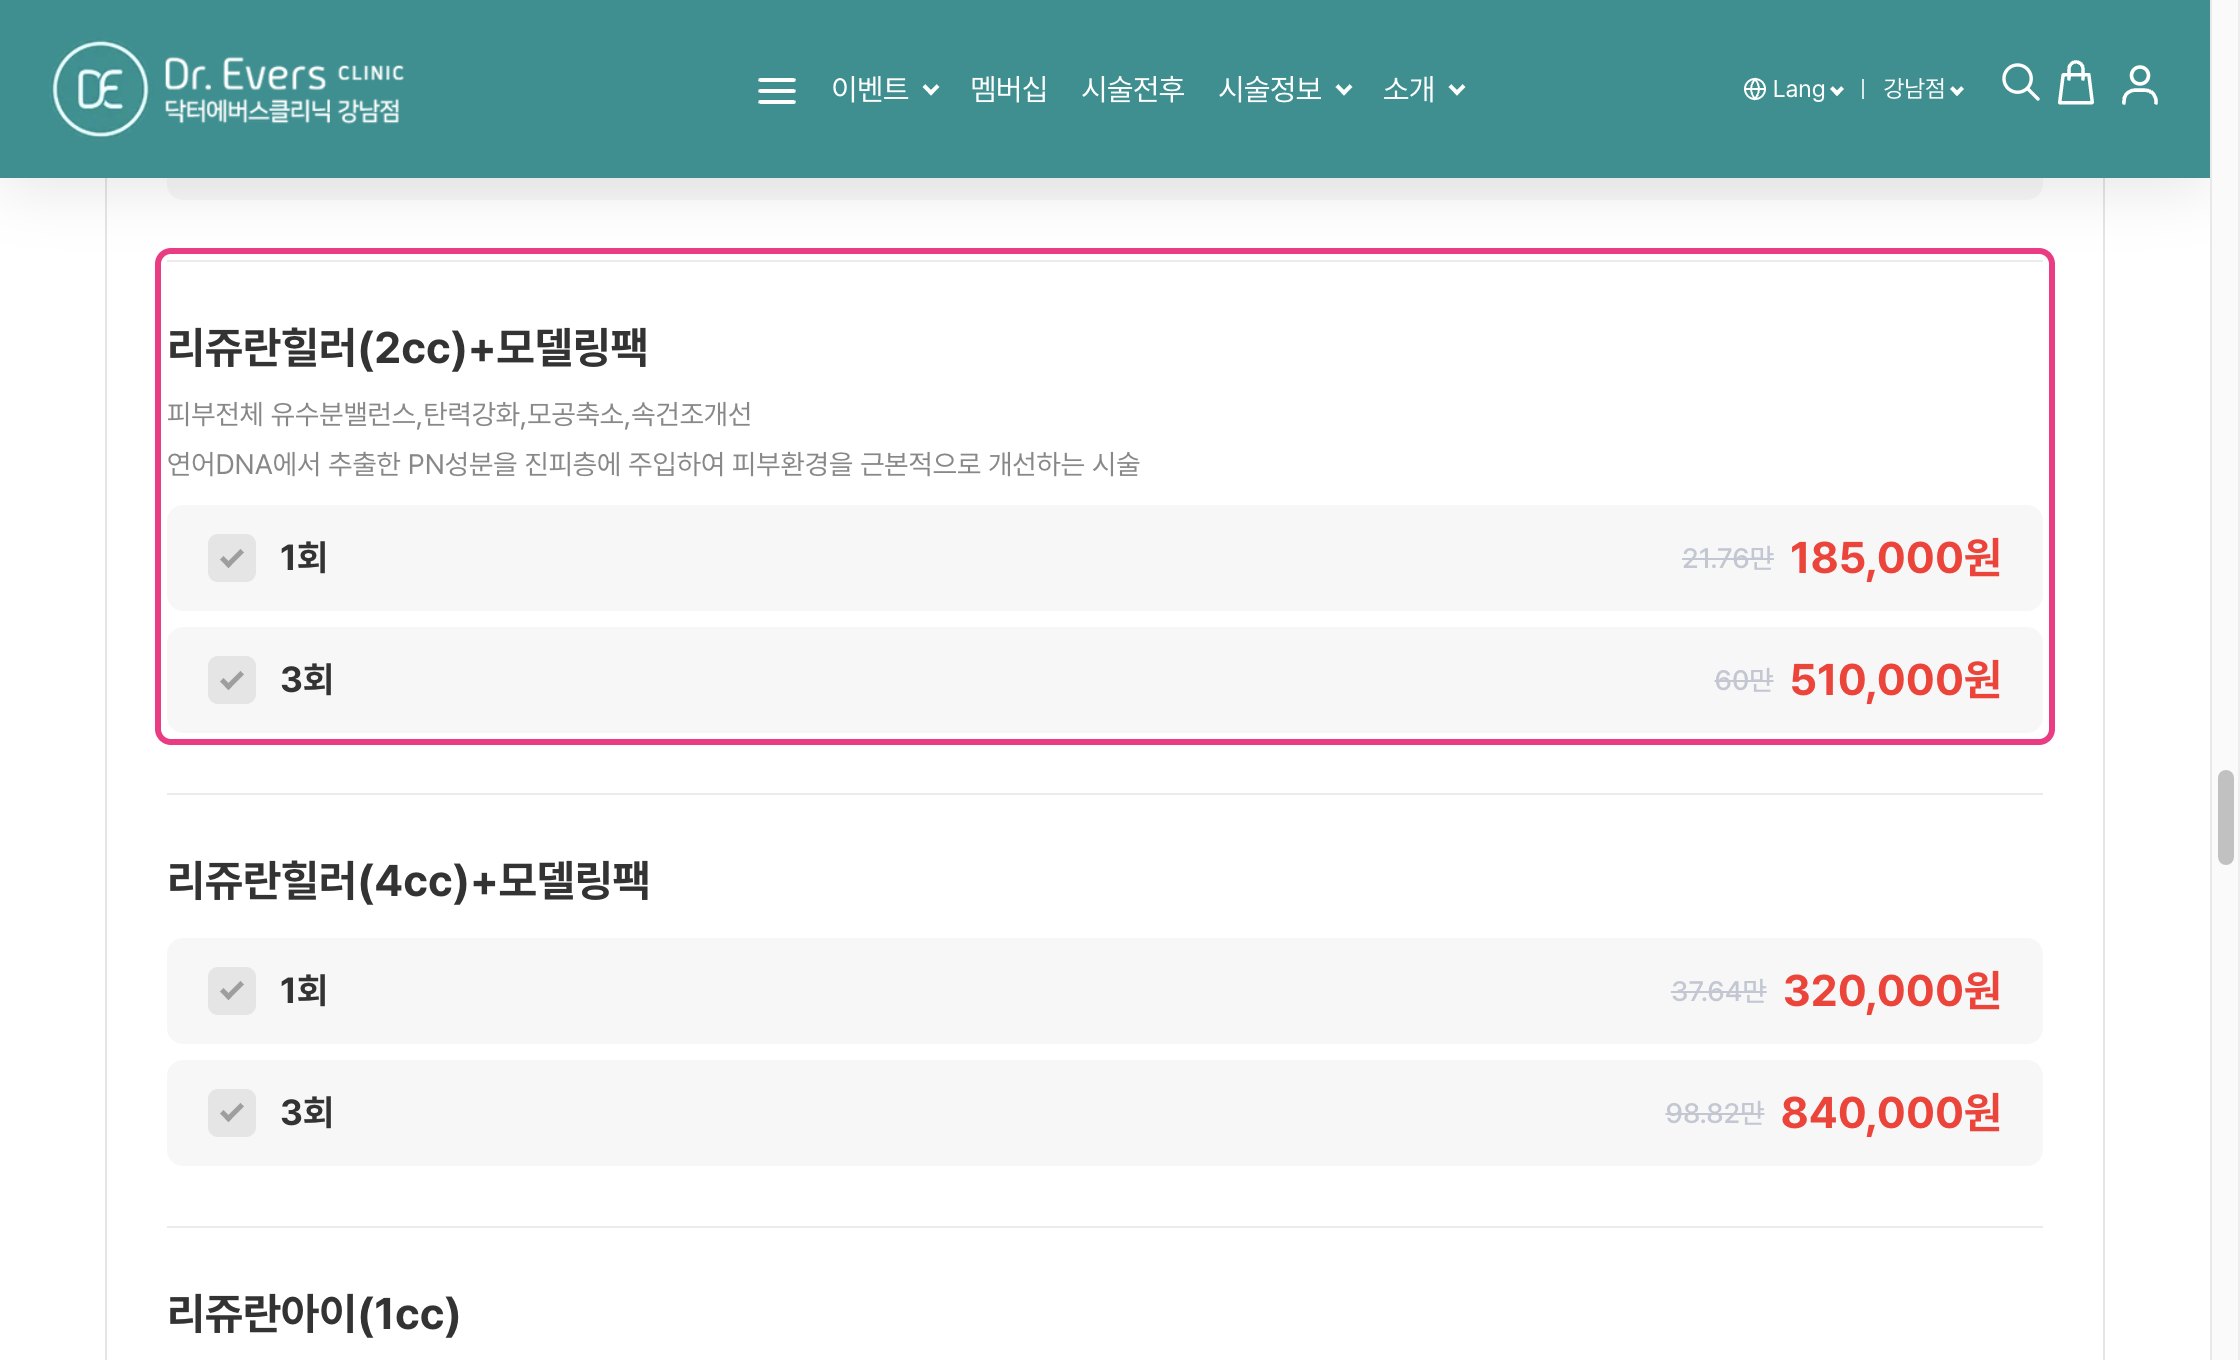 Dr. Evers CLINIC
닥터에버스클리닉 강남점
이벤트 멤버십 시술전후 시술정보 소개
Lang | 강남점
리쥬란힐러(2cc)+모델링팩
피부전체 유수분밸런스,탄력강화,모공축소,속건조개선
연어DNA에서 추출한 PN성분을 진피층에 주입하여 피부환경을 근본적으로 개선하는 시술
1회 21.76만 185,000원
3회 60만 510,000원
리쥬란힐러(4cc)+모델링팩
1회 37.64만 320,000원
3회 98.82만 840,000원
리쥬란아이(1cc)